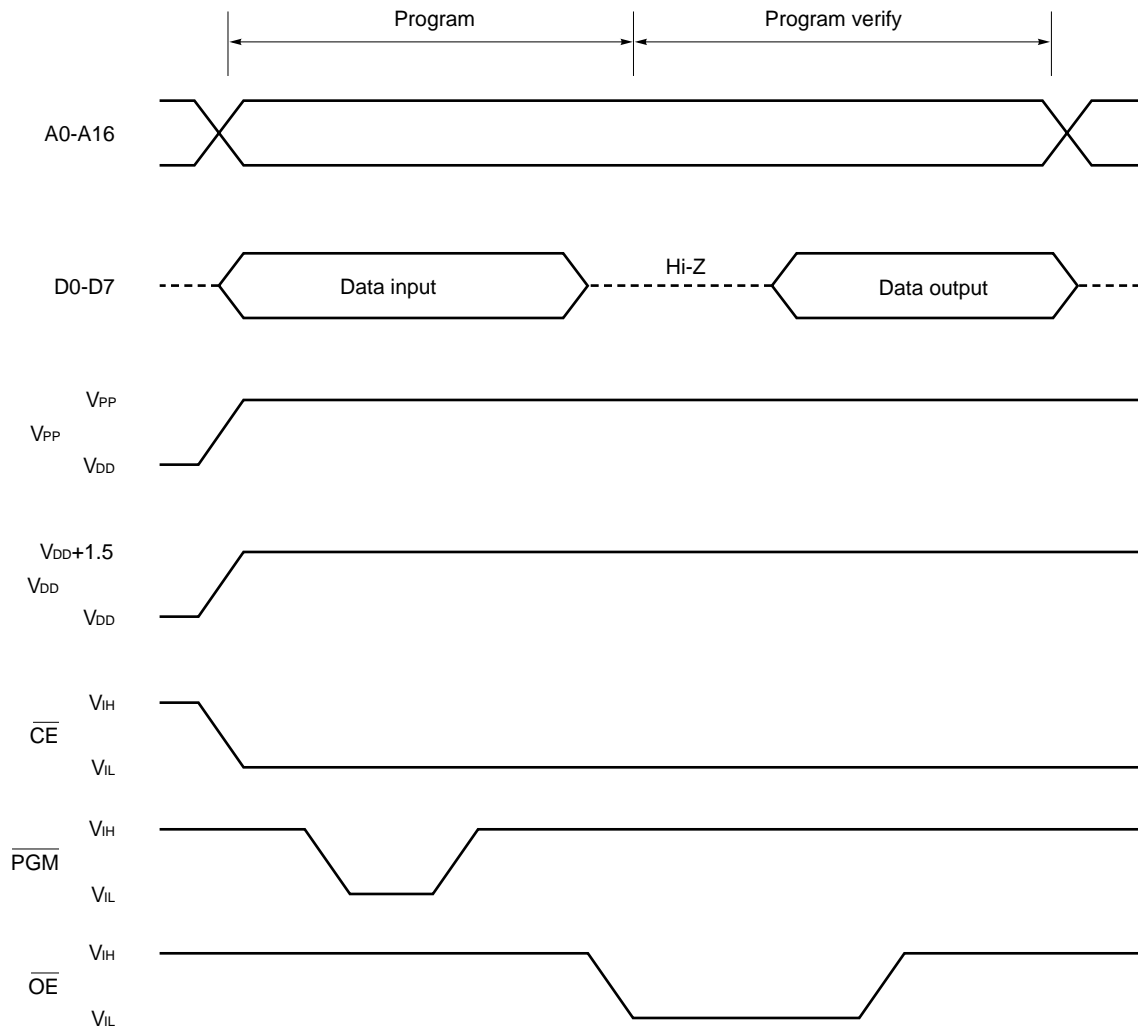 Program
Program verify
A0-A16
D0-D7
Data input
Hi-Z
Data output
VPP
VPP
VDD
VDD+1.5
VDD
VDD
VIH
CE
VIL
VIH
PGM
VIL
VIH
OE
VIL